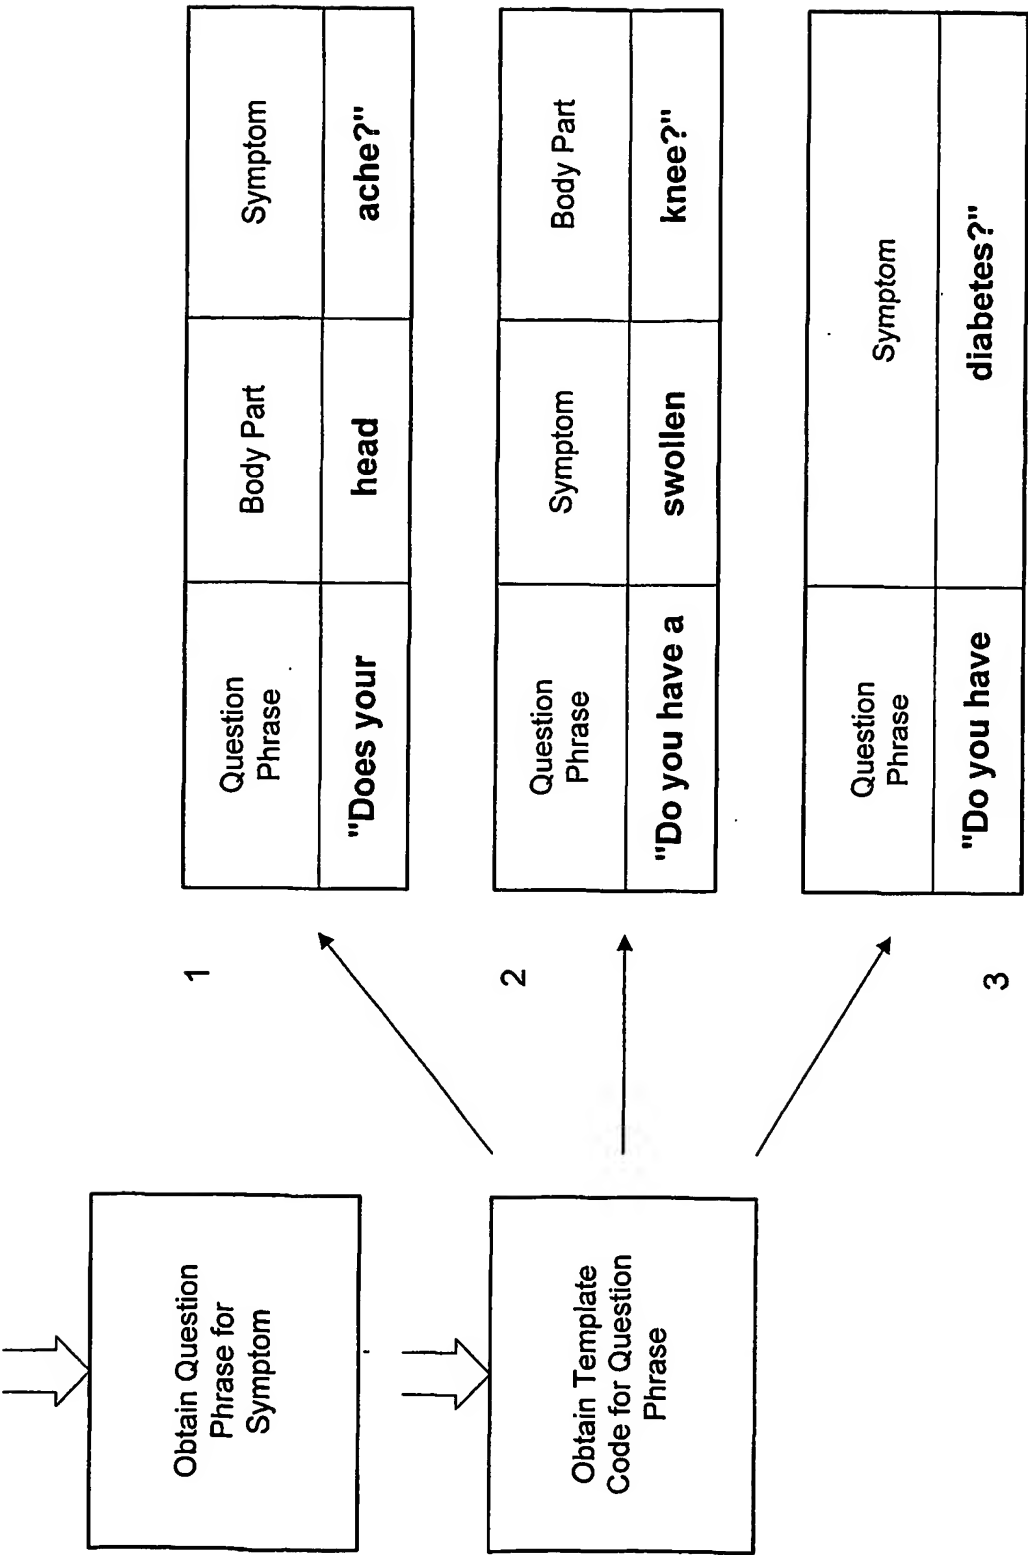 Obtain Question
Phrase for
Symptom
Obtain Template
Code for Question
Phrase
1
Question
Phrase
Body Part
Symptom
"Does your
head
ache?"
2
Question
Phrase
Symptom
Body Part
"Do you have a
swollen
knee?"
3
Question
Phrase
Symptom
"Do you have
diabetes?"